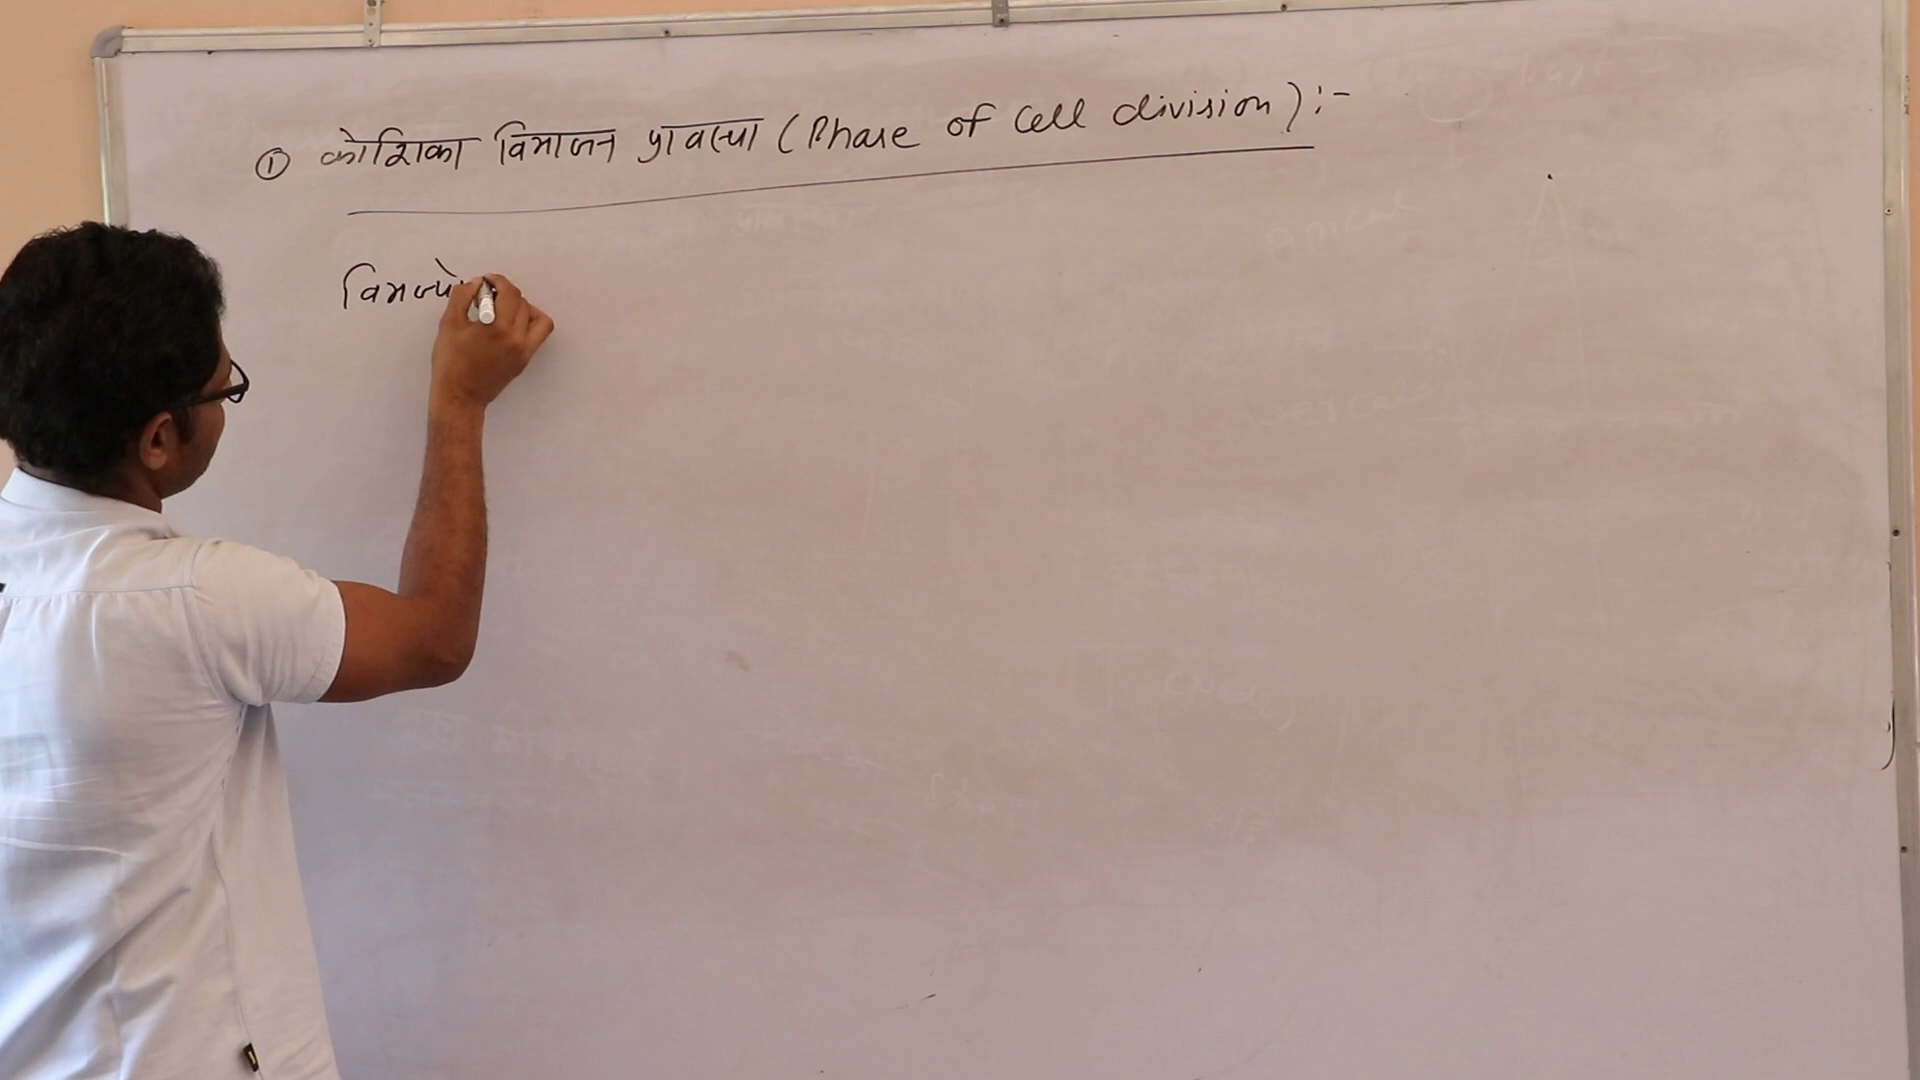 ① कोशिका विभाजन प्रावस्था (Phase of Cell division):-
विभज्यो